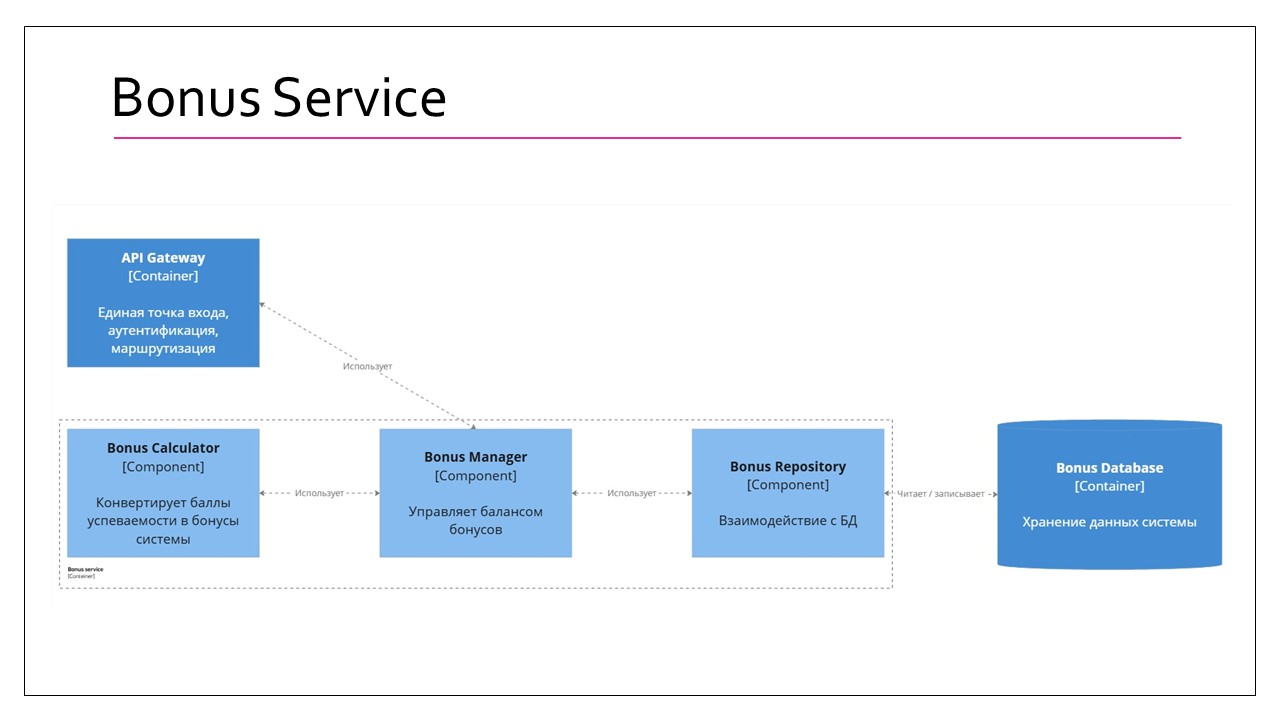 Bonus Service
API Gateway
[Container]
Единая точка входа,
аутентификация,
маршрутизация
Использует
Bonus Calculator
[Component]
Конвертирует баллы
успеваемости в бонусы
системы
Использует
Bonus Manager
[Component]
Управляет балансом
бонусов
Использует
Bonus Repository
[Component]
Взаимодействие с БД
Читает / записывает
Bonus Database
[Container]
Хранение данных системы
Bonus service
[Container]